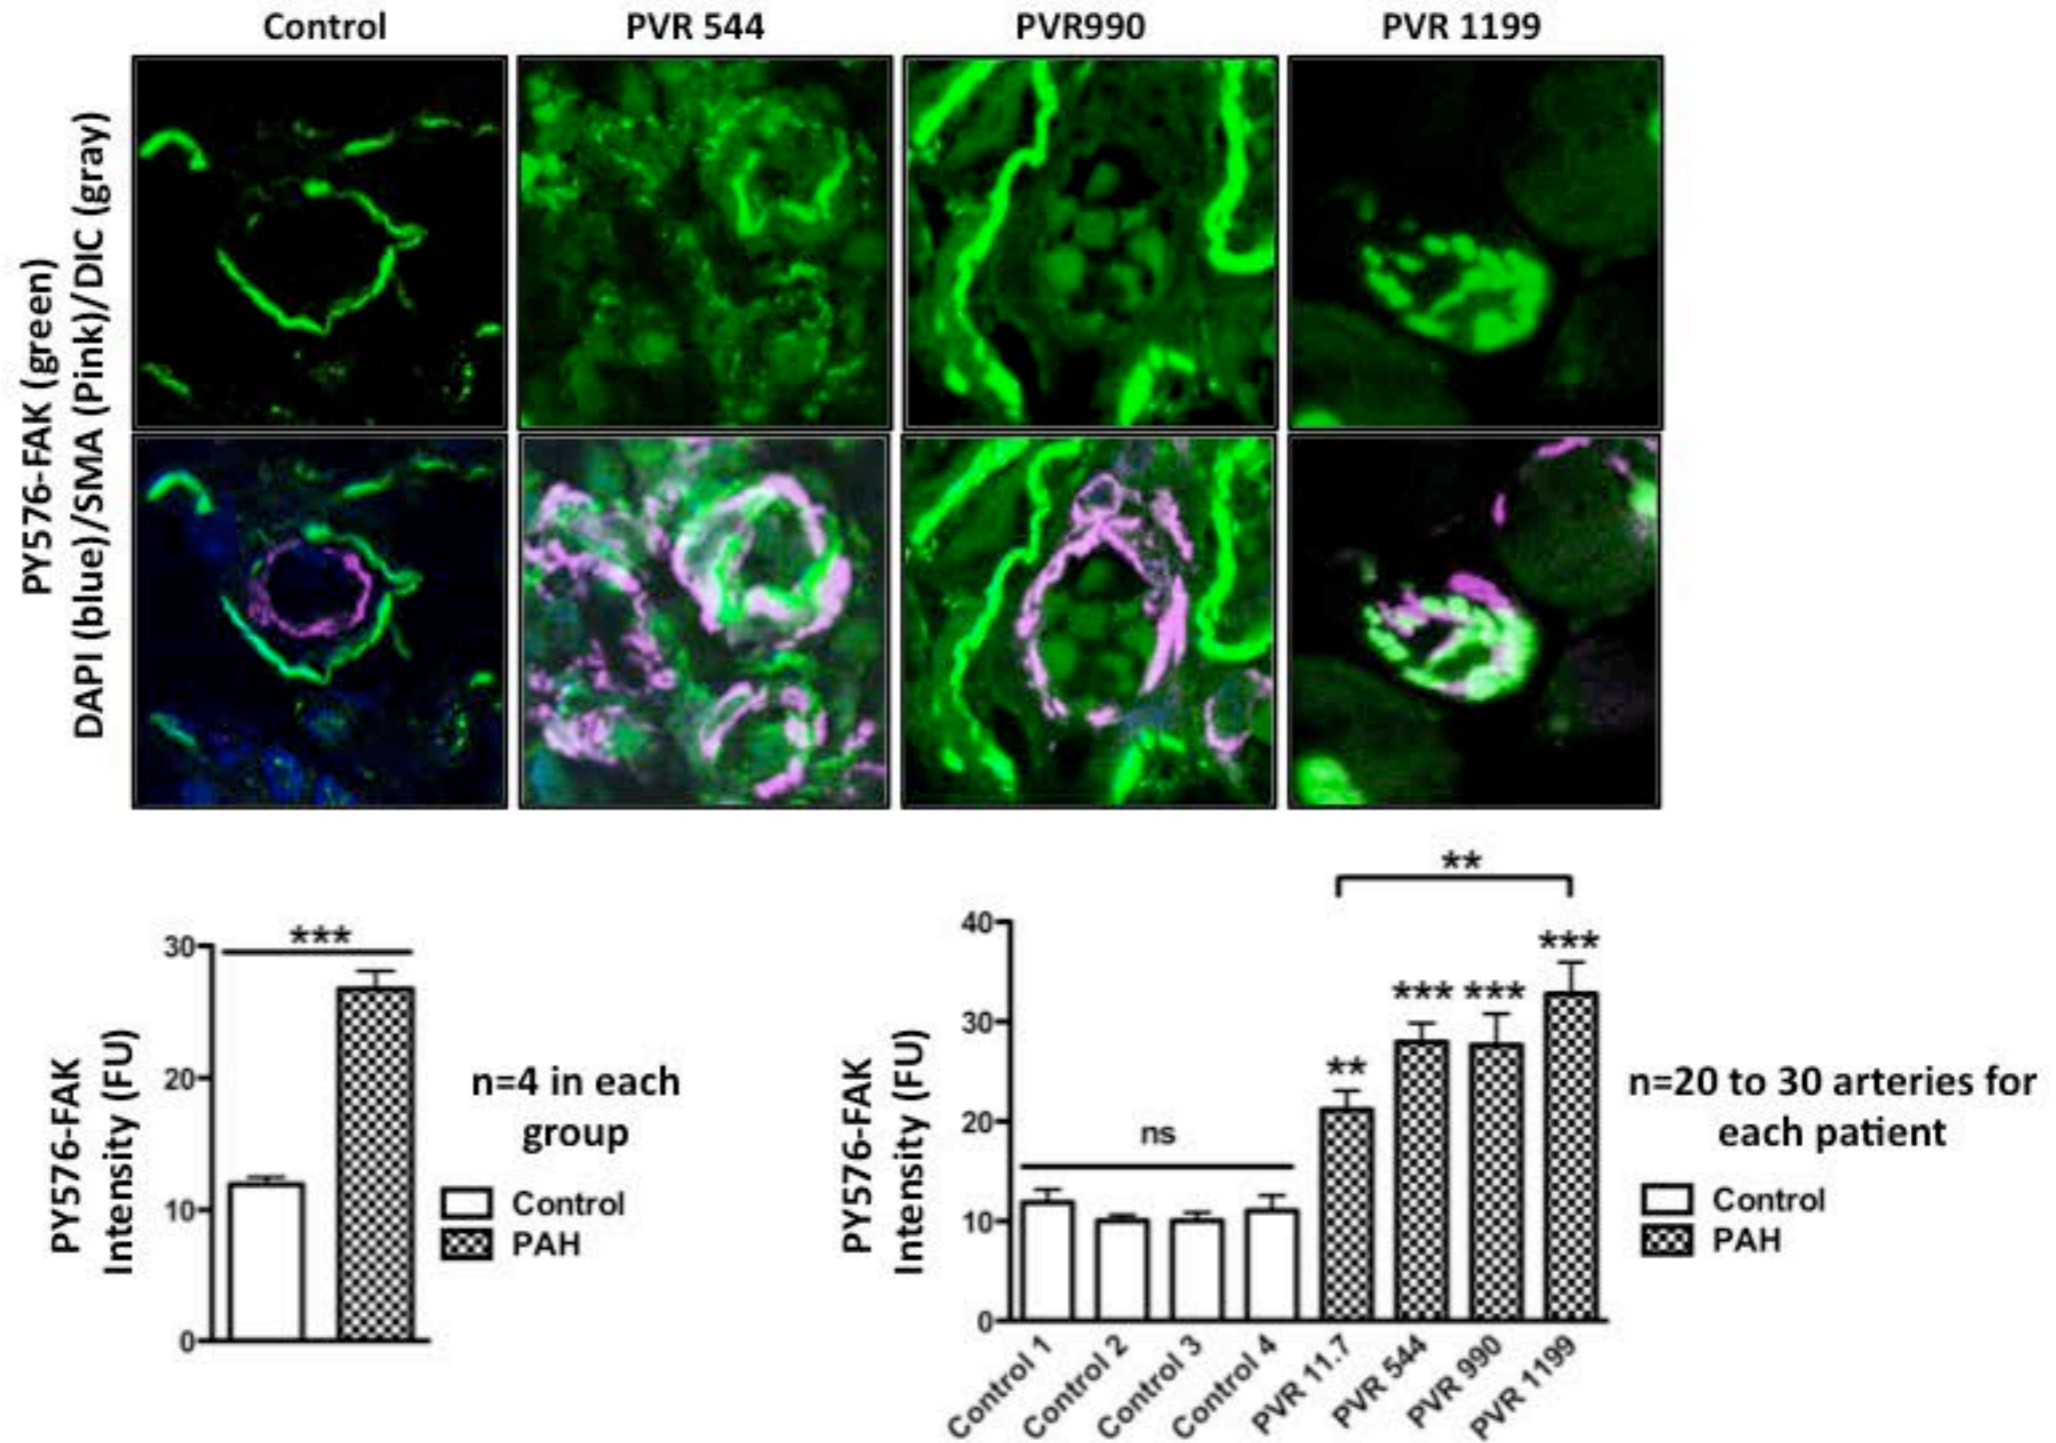 Control
PVR 544
PVR990
PVR 1199
PY576-FAK (green)
DAPI (blue)/SMA (Pink)/DIC (gray)
PY576-FAK
Intensity (FU)
30
20
10
0
***
n=4 in each
group
Control
PAH
PY576-FAK
Intensity (FU)
40
30
20
10
0
**
ns
**
***
***
***
Control 1
Control 2
Control 3
Control 4
PVR 11.7
PVR 544
PVR 990
PVR 1199
n=20 to 30 arteries for
each patient
Control
PAH